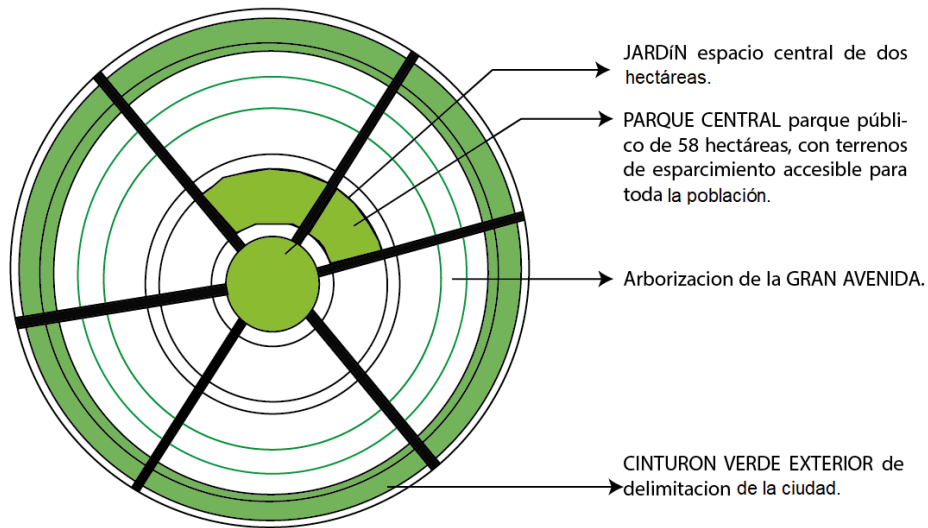 JARDíN espacio central de dos
hectáreas.
PARQUE CENTRAL parque públi-
co de 58 hectáreas, con terrenos
de esparcimiento accesible para
toda la población.
Arborizacion de la GRAN AVENIDA.
CINTURON VERDE EXTERIOR de
delimitacion de la ciudad.